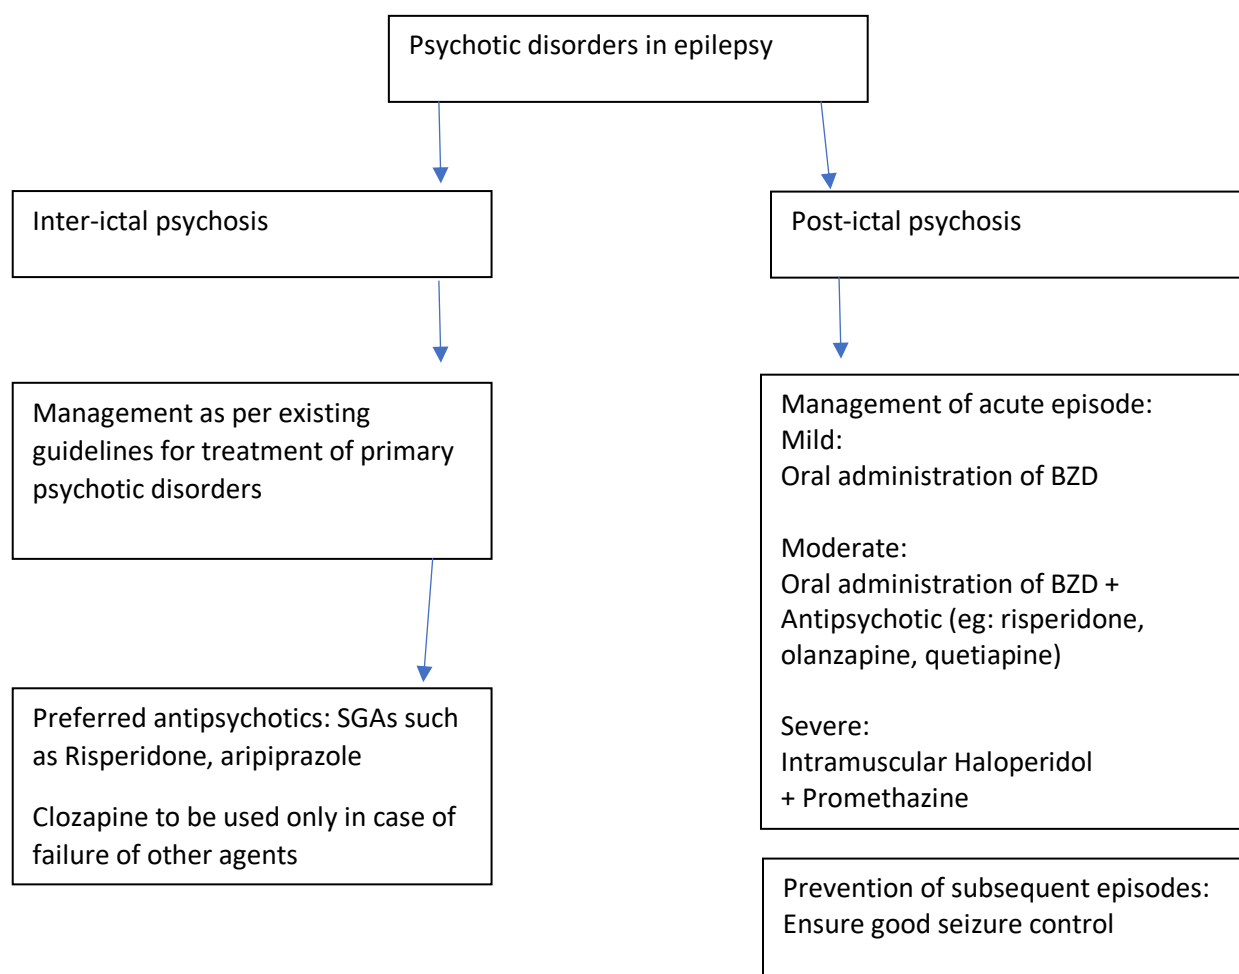 Psychotic disorders in epilepsy
Inter-ictal psychosis
Post-ictal psychosis
Management as per existing
guidelines for treatment of primary
psychotic disorders
Preferred antipsychotics: SGAs such
as Risperidone, aripiprazole
Clozapine to be used only in case of
failure of other agents
Management of acute episode:
Mild:
Oral administration of BZD
Moderate:
Oral administration of BZD +
Antipsychotic (eg: risperidone,
olanzapine, quetiapine)
Severe:
Intramuscular Haloperidol
+ Promethazine
Prevention of subsequent episodes:
Ensure good seizure control